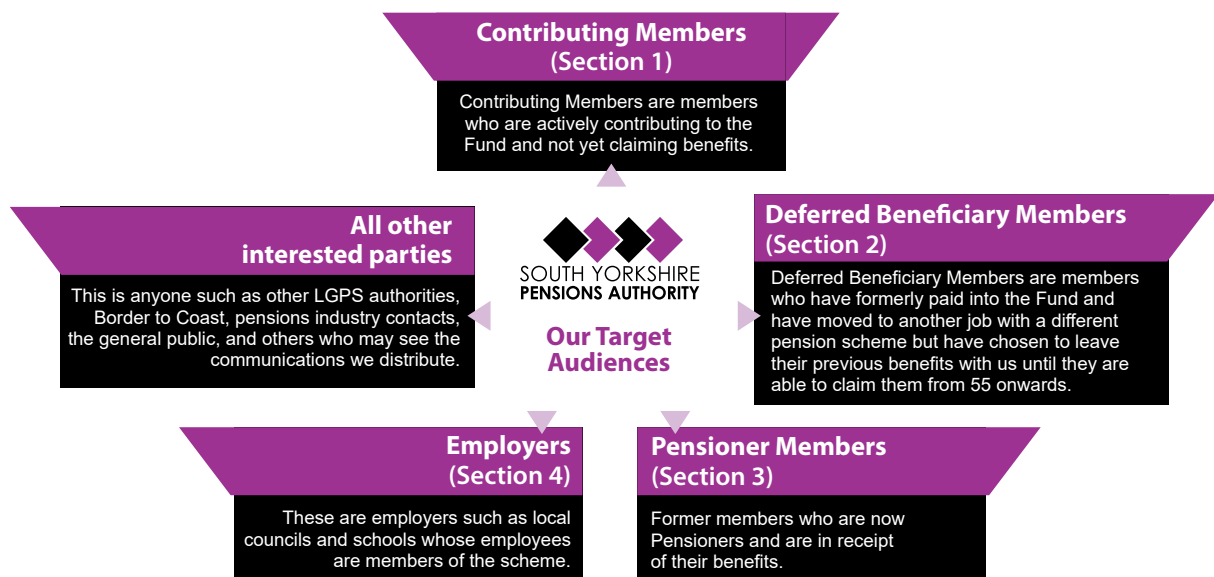 Contributing Members
(Section 1)
Contributing Members are members
who are actively contributing to the
Fund and not yet claiming benefits.
All other
interested parties
This is anyone such as other LGPS authorities,
Border to Coast, pensions industry contacts,
the general public, and others who may see the
communications we distribute.
SOUTH YORKSHIRE
PENSIONS AUTHORITY
Our Target
Audiences
Deferred Beneficiary Members
(Section 2)
Deferred Beneficiary Members are members
who have formerly paid into the Fund and
have moved to another job with a different
pension scheme but have chosen to leave
their previous benefits with us until they are
able to claim them from 55 onwards.
Employers
(Section 4)
These are employers such as local
councils and schools whose employees
are members of the scheme.
Pensioner Members
(Section 3)
Former members who are now
Pensioners and are in receipt
of their benefits.